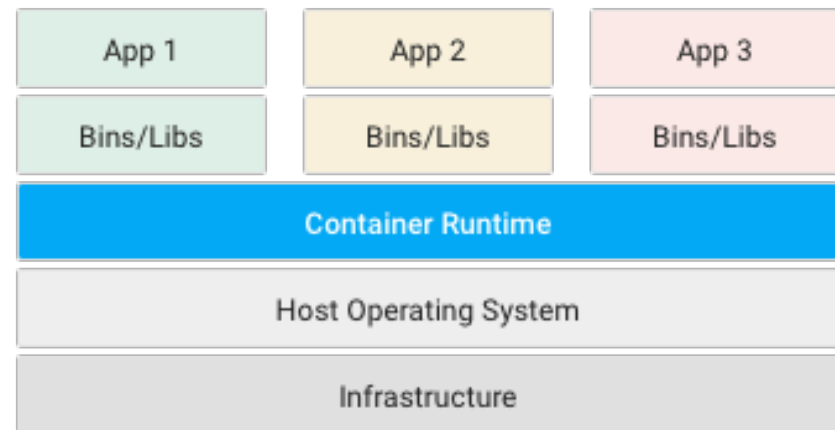 App 1 App 2 App 3
Bins/Libs Bins/Libs Bins/Libs
Container Runtime
Host Operating System
Infrastructure